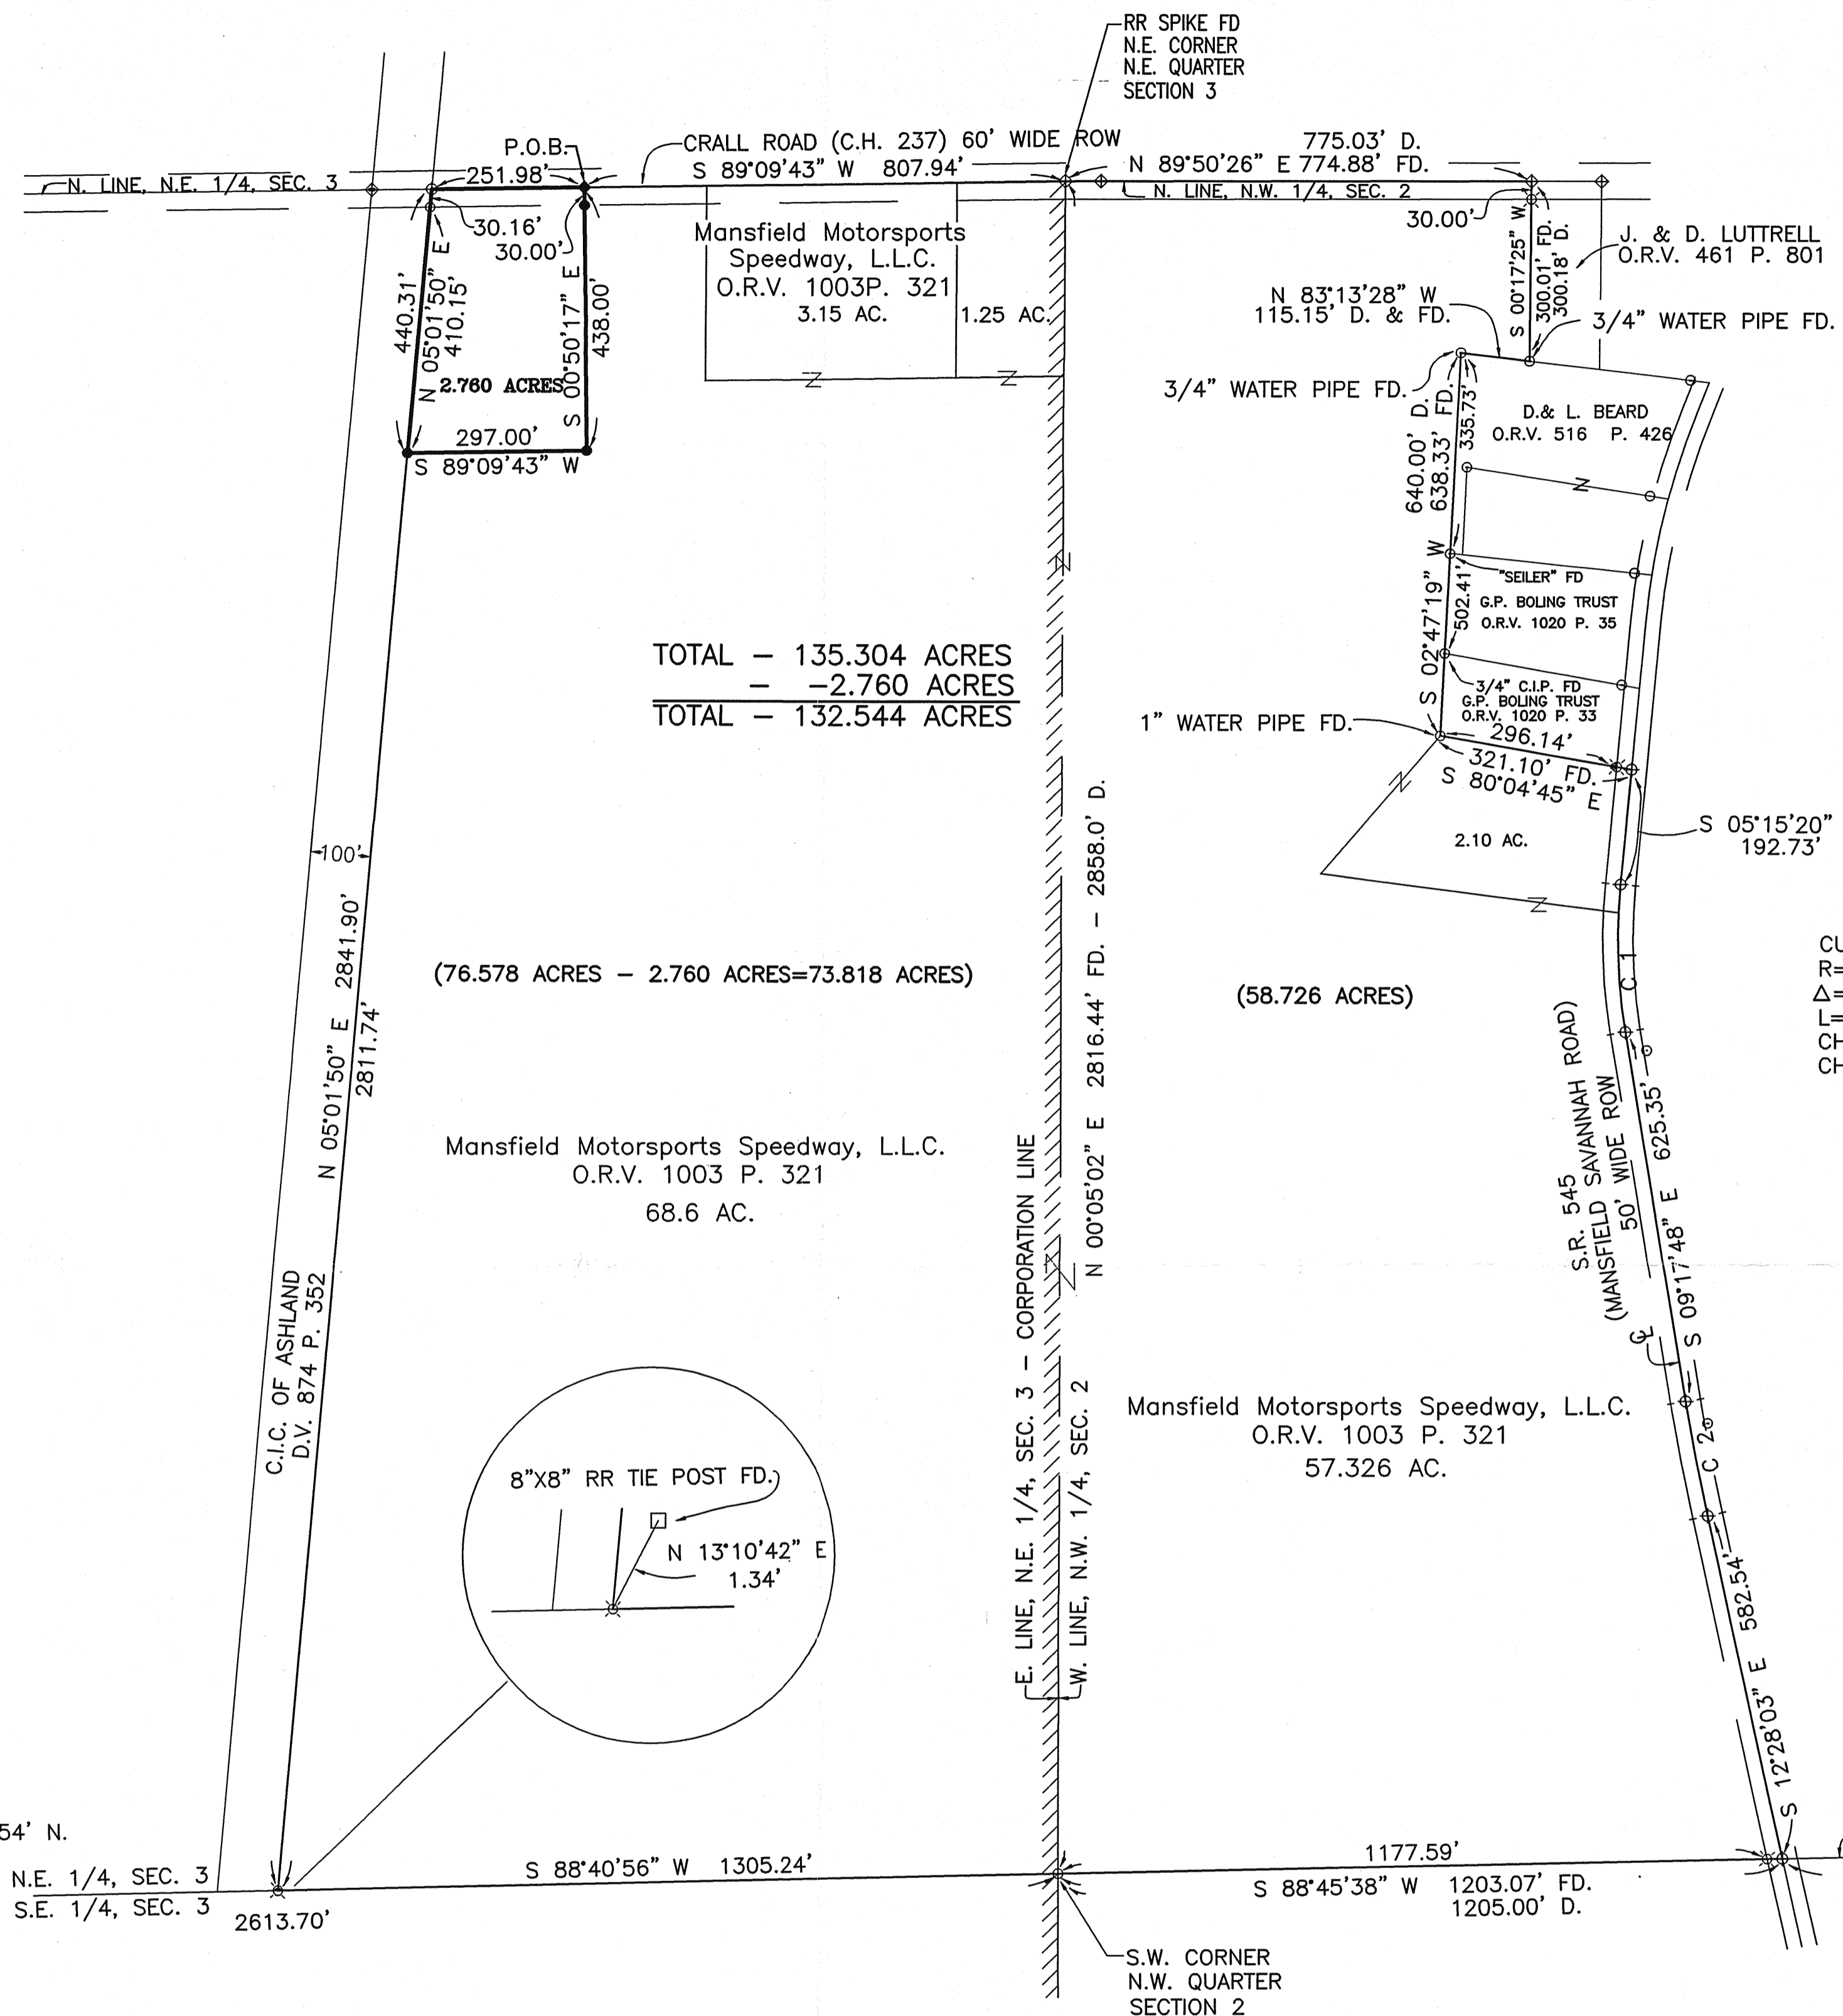 RR SPIKE FD
N.E. CORNER
N.E. QUARTER
SECTION 3
P.O.B.
CRALL ROAD (C.H. 237) 60' WIDE ROW
S 89°09'43" W 807.94'
775.03' D.
N 89°50'26" E 774.88' FD.
N. LINE, N.E. 1/4, SEC. 3
251.98'
N. LINE, N.W. 1/4, SEC. 2
30.16'
30.00'
30.00'
440.31'
N 05°01'50" E
410.15'
S 00°50'17" E
438.00'
2.760 ACRES
297.00'
S 89°09'43" W
Mansfield Motorsports
Speedway, L.L.C.
O.R.V. 1003P. 321
3.15 AC.
1.25 AC.
S 00°17'25" W
300.01' FD.
300.18' D.
J. & D. LUTTRELL
O.R.V. 461 P. 801
N 83°13'28" W
115.15' D. & FD.
3/4" WATER PIPE FD.
3/4" WATER PIPE FD.
D.& L. BEARD
O.R.V. 516 P. 426
640.00' D.
638.33' FD.
335.73'
S 02°47'19" W
502.41'
"SEILER" FD
G.P. BOLING TRUST
O.R.V. 1020 P. 35
3/4" C.I.P. FD
G.P. BOLING TRUST
O.R.V. 1020 P. 33
1" WATER PIPE FD.
296.14'
321.10' FD.
S 80°04'45" E
2.10 AC.
S 05°15'20"
192.73'
TOTAL - 135.304 ACRES
- -2.760 ACRES
TOTAL - 132.544 ACRES
100'
N 05°01'50" E 2841.90'
2811.74'
(76.578 ACRES - 2.760 ACRES=73.818 ACRES)
N 00°05'02" E 2816.44' FD. - 2858.0' D.
(58.726 ACRES)
CU
R=
Δ=
L=
CH
CH
C 1
S.R. 545
(MANSFIELD SAVANNAH ROAD)
50' WIDE ROW
S 09°17'48" E 625.35'
Mansfield Motorsports Speedway, L.L.C.
O.R.V. 1003 P. 321
68.6 AC.
C.I.C. OF ASHLAND
D.V. 874 P. 352
E. LINE, N.E. 1/4, SEC. 3 - CORPORATION LINE
W. LINE, N.W. 1/4, SEC. 2
Mansfield Motorsports Speedway, L.L.C.
O.R.V. 1003 P. 321
57.326 AC.
C 2
8"X8" RR TIE POST FD.
N 13°10'42" E
1.34'
S 12°28'03" E 582.54'
54' N.
N.E. 1/4, SEC. 3
S.E. 1/4, SEC. 3
2613.70'
S 88°40'56" W 1305.24'
1177.59'
S 88°45'38" W 1203.07' FD.
1205.00' D.
S.W. CORNER
N.W. QUARTER
SECTION 2